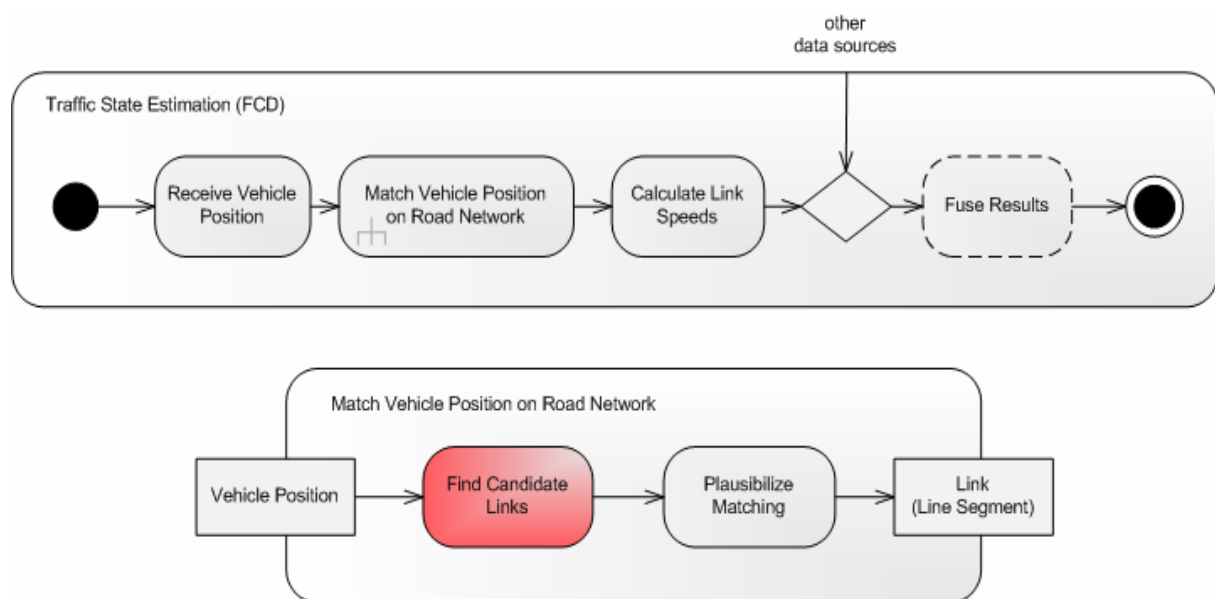 other
data sources
Traffic State Estimation (FCD)
Receive Vehicle
Position
Match Vehicle Position
on Road Network
Calculate Link
Speeds
Fuse Results
Match Vehicle Position on Road Network
Vehicle Position
Find Candidate
Links
Plausibilize
Matching
Link
(Line Segment)